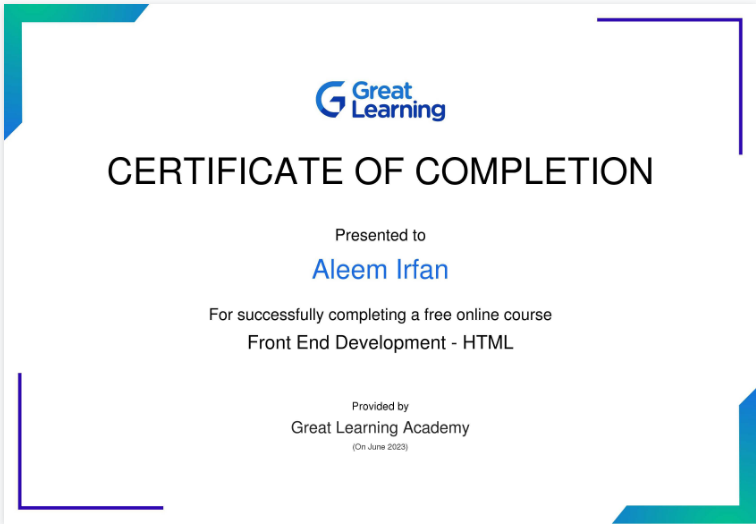 Great
Learning
CERTIFICATE OF COMPLETION
Presented to
Aleem Irfan
For successfully completing a free online course
Front End Development - HTML
Provided by
Great Learning Academy
(On June 2023)